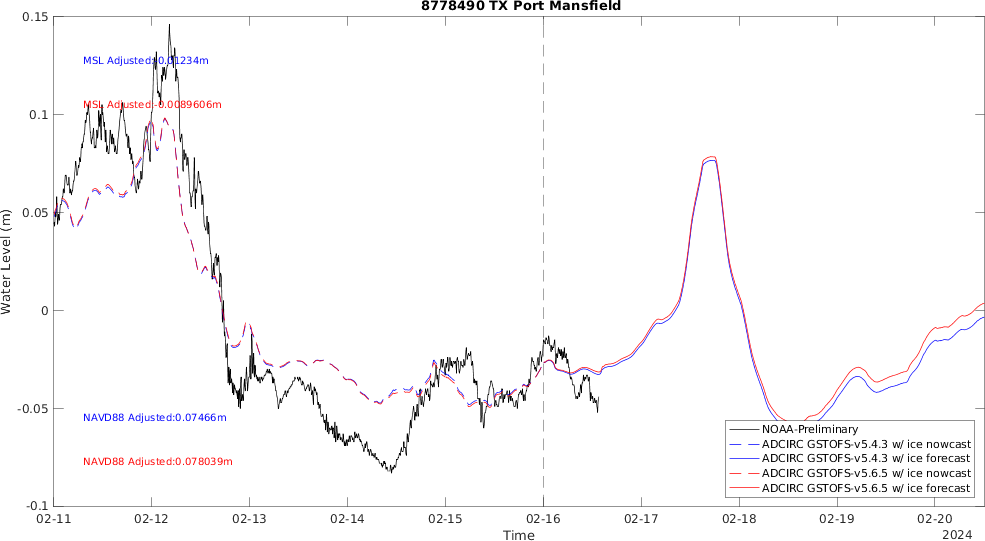 8778490 TX Port Mansfield
0.15
MSL Adjusted:-0.01234m
MSL Adjusted:-0.0089606m
0.1
0.05
Water Level (m)
0
-0.05
NAVD88 Adjusted:0.07466m
NAVD88 Adjusted:0.078039m
-0.1
NOAA-Preliminary
ADCIRC GSTOFS-v5.4.3 w/ ice nowcast
ADCIRC GSTOFS-v5.4.3 w/ ice forecast
ADCIRC GSTOFS-v5.6.5 w/ ice nowcast
ADCIRC GSTOFS-v5.6.5 w/ ice forecast
02-11 02-12 02-13 02-14 02-15 02-16 02-17 02-18 02-19 02-20
Time
2024